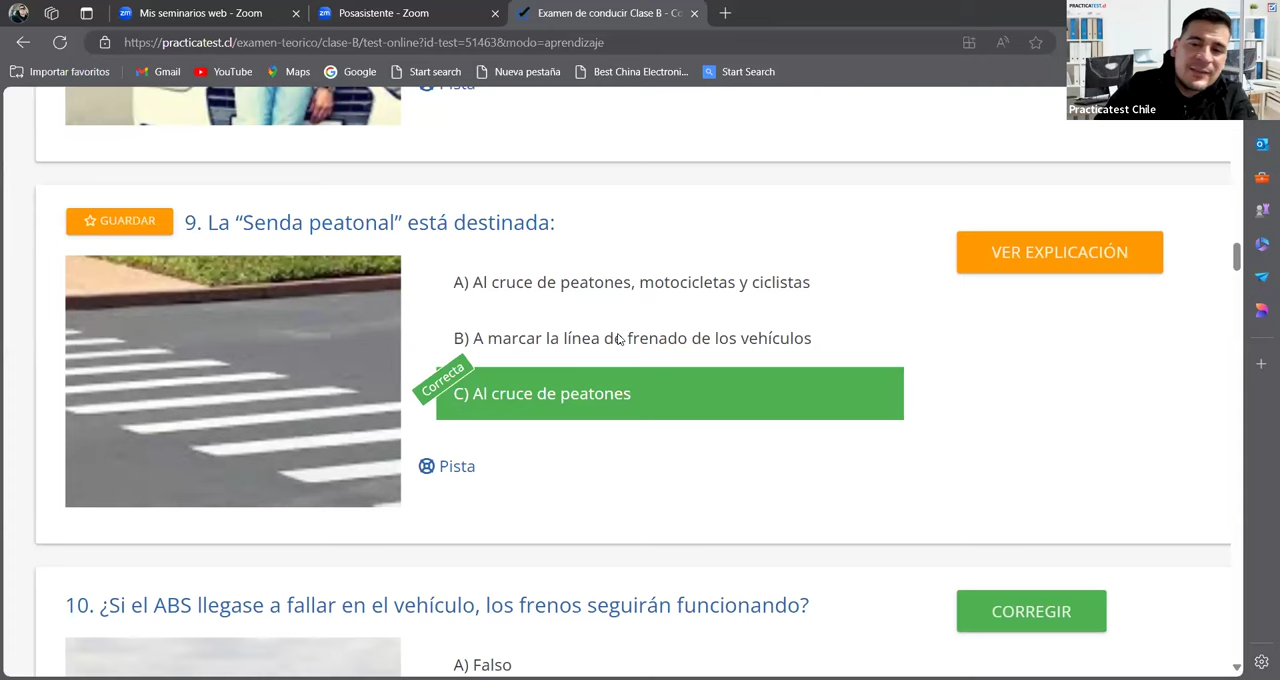 Mis seminarios web - Zoom
Posasistente - Zoom
Examen de conducir Clase B - Co
https://practicatest.cl/examen-teorico/clase-B/test-online?id-test=51463&modo=aprendizaje
Importar favoritos
Gmail
YouTube
Maps
Google
Start search
Nueva pestaña
Best China Electroni...
Start Search
PRACTICATEST.cl
Practicatest Chile
Pista
GUARDAR
9. La “Senda peatonal” está destinada:
VER EXPLICACIÓN
A) Al cruce de peatones, motocicletas y ciclistas
B) A marcar la línea de frenado de los vehículos
Correcta
C) Al cruce de peatones
Pista
10. ¿Si el ABS llegase a fallar en el vehículo, los frenos seguirán funcionando?
CORREGIR
A) Falso